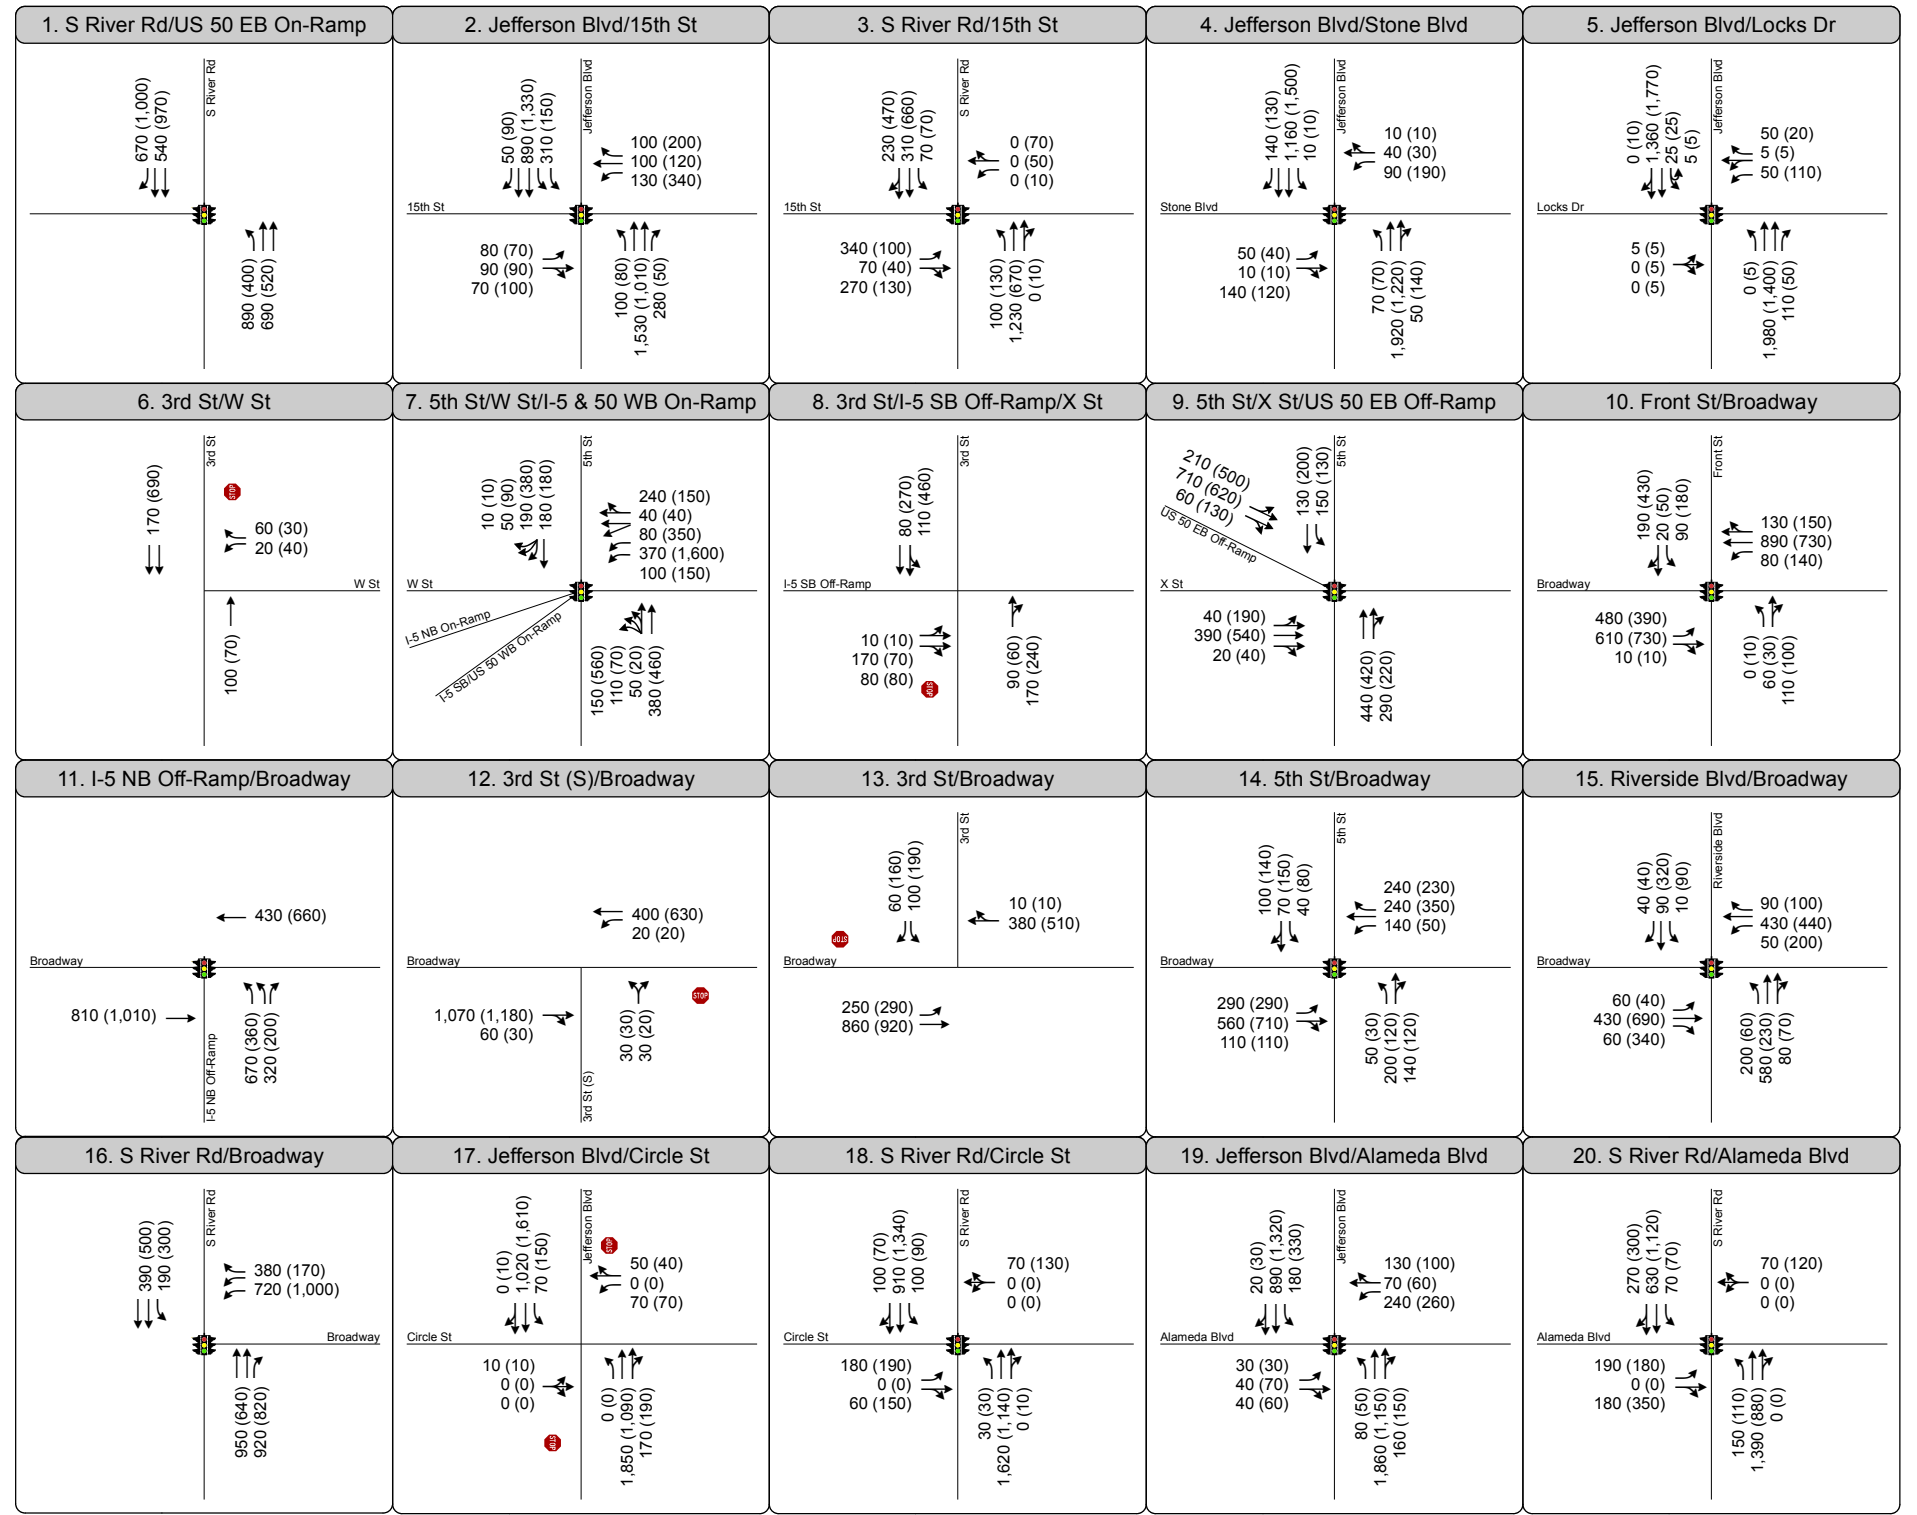 1. S River Rd/US 50 EB On-Ramp
S River Rd
670 (1,000)
540 (970)
890 (400)
690 (520)
2. Jefferson Blvd/15th St
Jefferson Blvd
50 (90)
890 (1,330)
310 (150)
100 (200)
100 (120)
130 (340)
15th St
80 (70)
90 (90)
70 (100)
100 (80)
1,530 (1,010)
280 (50)
3. S River Rd/15th St
S River Rd
230 (470)
310 (660)
70 (70)
0 (70)
0 (50)
0 (10)
15th St
340 (100)
70 (40)
270 (130)
100 (130)
1,230 (670)
0 (10)
4. Jefferson Blvd/Stone Blvd
Jefferson Blvd
140 (130)
1,160 (1,500)
10 (10)
10 (10)
40 (30)
90 (190)
Stone Blvd
50 (40)
10 (10)
140 (120)
70 (70)
1,920 (1,220)
50 (140)
5. Jefferson Blvd/Locks Dr
Jefferson Blvd
0 (10)
1,360 (1,770)
25 (25)
5 (5)
50 (20)
5 (5)
50 (110)
Locks Dr
5 (5)
0 (5)
0 (5)
0 (5)
1,980 (1,400)
110 (50)
6. 3rd St/W St
3rd St
170 (690)
STOP
60 (30)
20 (40)
W St
100 (70)
7. 5th St/W St/I-5 & 50 WB On-Ramp
5th St
10 (10)
50 (90)
190 (380)
180 (180)
240 (150)
40 (40)
80 (350)
370 (1,600)
100 (150)
W St
I-5 NB On-Ramp
I-5 SB/US 50 WB On-Ramp
150 (560)
110 (70)
50 (20)
380 (460)
8. 3rd St/I-5 SB Off-Ramp/X St
3rd St
80 (270)
110 (460)
I-5 SB Off-Ramp
10 (10)
170 (70)
80 (80)
STOP
90 (60)
170 (240)
9. 5th St/X St/US 50 EB Off-Ramp
5th St
210 (500)
710 (620)
60 (130)
US 50 EB Off-Ramp
130 (200)
150 (130)
X St
40 (190)
390 (540)
20 (40)
440 (420)
290 (220)
10. Front St/Broadway
Front St
190 (430)
20 (50)
90 (180)
130 (150)
890 (730)
80 (140)
Broadway
480 (390)
610 (730)
10 (10)
0 (10)
60 (30)
110 (100)
11. I-5 NB Off-Ramp/Broadway
430 (660)
Broadway
810 (1,010)
I-5 NB Off-Ramp
670 (360)
320 (200)
12. 3rd St (S)/Broadway
400 (630)
20 (20)
Broadway
1,070 (1,180)
60 (30)
30 (30)
30 (20)
STOP
3rd St (S)
13. 3rd St/Broadway
3rd St
60 (160)
100 (190)
10 (10)
380 (510)
STOP
Broadway
250 (290)
860 (920)
14. 5th St/Broadway
5th St
100 (140)
70 (150)
40 (80)
240 (230)
240 (350)
140 (50)
Broadway
290 (290)
560 (710)
110 (110)
50 (30)
200 (120)
140 (120)
15. Riverside Blvd/Broadway
Riverside Blvd
40 (40)
90 (320)
10 (90)
90 (100)
430 (440)
50 (200)
Broadway
60 (40)
430 (690)
60 (340)
200 (60)
580 (230)
80 (70)
16. S River Rd/Broadway
S River Rd
390 (500)
190 (300)
380 (170)
720 (1,000)
Broadway
950 (640)
920 (820)
17. Jefferson Blvd/Circle St
Jefferson Blvd
0 (10)
1,020 (1,610)
70 (150)
STOP
50 (40)
0 (0)
70 (70)
Circle St
10 (10)
0 (0)
0 (0)
STOP
0 (0)
1,850 (1,090)
170 (190)
18. S River Rd/Circle St
S River Rd
100 (70)
910 (1,340)
100 (90)
70 (130)
0 (0)
0 (0)
Circle St
180 (190)
0 (0)
60 (150)
30 (30)
1,620 (1,140)
0 (10)
19. Jefferson Blvd/Alameda Blvd
Jefferson Blvd
20 (30)
890 (1,320)
180 (330)
130 (100)
70 (60)
240 (260)
Alameda Blvd
30 (30)
40 (70)
40 (60)
80 (50)
1,860 (1,150)
160 (150)
20. S River Rd/Alameda Blvd
S River Rd
270 (300)
630 (1,120)
70 (70)
70 (120)
0 (0)
0 (0)
Alameda Blvd
190 (180)
0 (0)
180 (350)
150 (110)
1,390 (880)
0 (0)